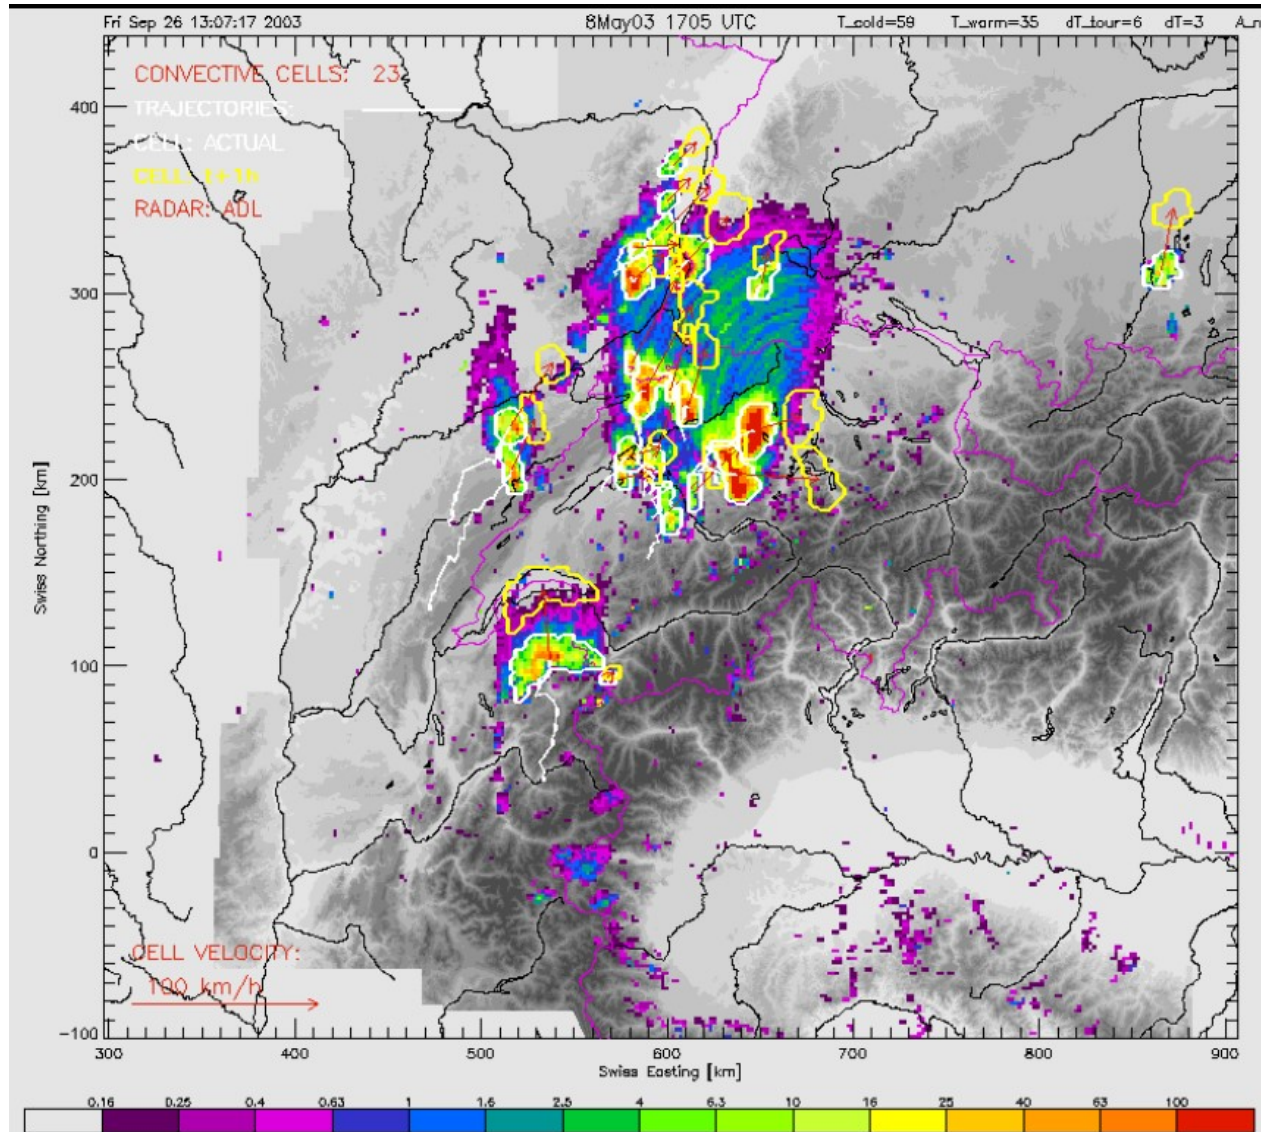 Fri Sep 26 13:07:17 2003 8May03 1705 UTC T_cold=59 T_warm=35 dT_tour=6 dT=3
CONVECTIVE CELLS: 23
TRAJECTORIES:
CELL: ACTUAL
CELL: t+1h
RADAR: ADL
400
300
200
100
0
-100
Swiss Northing [km]
CELL VELOCITY:
100 km/h
300 400 500 600 700 800 900
Swiss Easting [km]
0.16 0.25 0.4 0.63 1 1.6 2.5 4 6.3 10 16 25 40 63 100